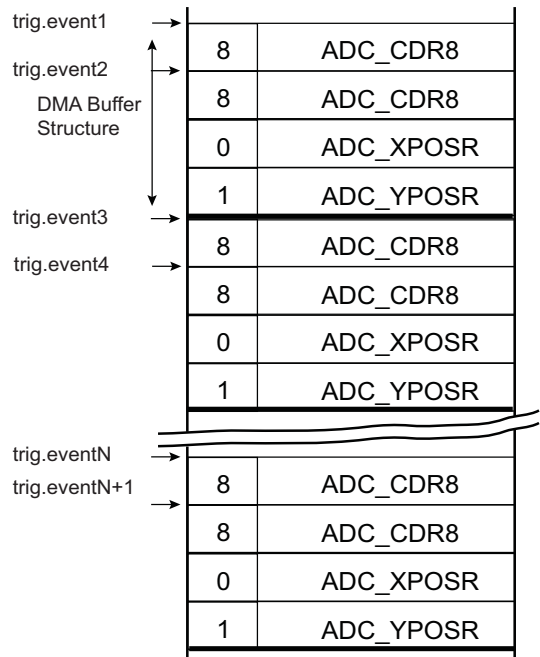 trig.event1
8 ADC_CDR8
trig.event2
DMA Buffer
Structure
8 ADC_CDR8
0 ADC_XPOSR
1 ADC_YPOSR
trig.event3
8 ADC_CDR8
trig.event4
8 ADC_CDR8
0 ADC_XPOSR
1 ADC_YPOSR
trig.eventN
8 ADC_CDR8
trig.eventN+1
8 ADC_CDR8
0 ADC_XPOSR
1 ADC_YPOSR